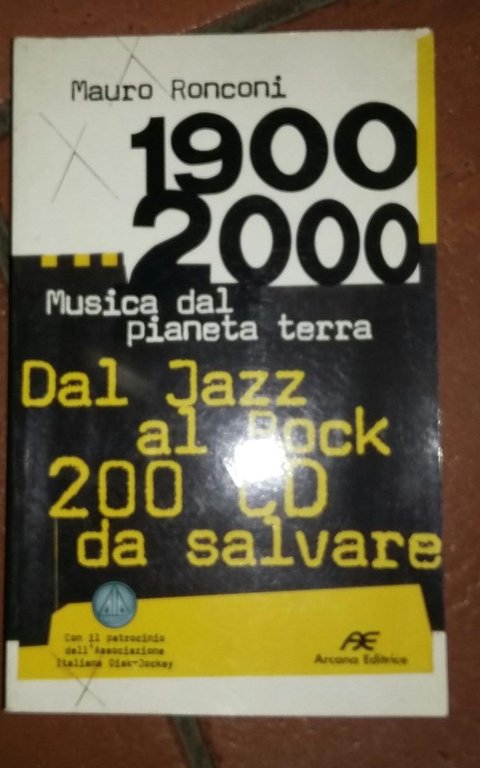 Mauro Ronconi
1900
2000
Musica dal
pianeta terra
Dal Jazz
al Rock
200 CD
da salvare
Con il patrocinio
dell'Associazione
Italiana Disk-Jockey
Arcana Editrice